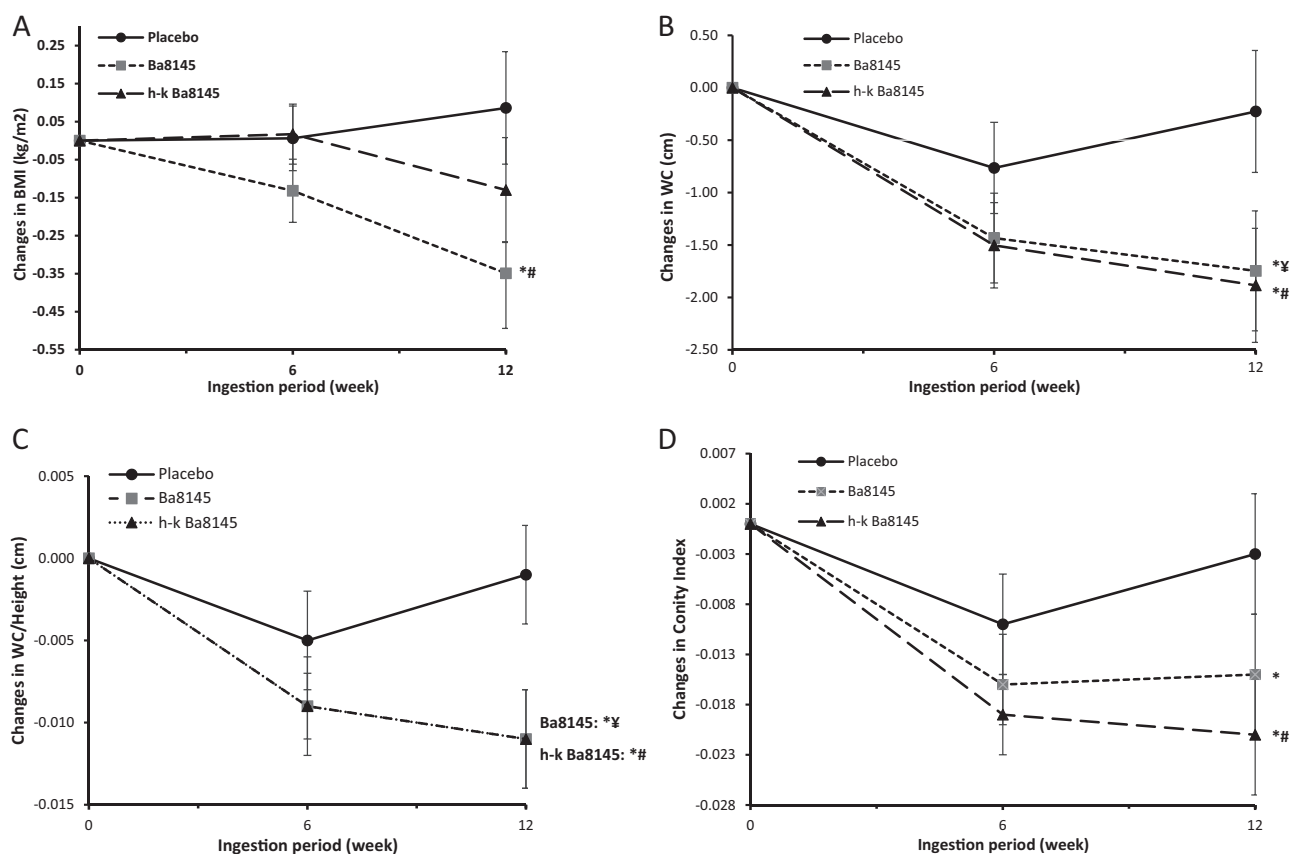 A
Changes in BMI (kg/m2)
0.25
0.15
0.05
-0.05
-0.15
-0.25
-0.35
-0.45
-0.55
Placebo
Ba8145
h-k Ba8145
*#
0 6 12
Ingestion period (week)
B
Changes in WC (cm)
0.50
0.00
-0.50
-1.00
-1.50
-2.00
-2.50
Placebo
Ba8145
h-k Ba8145
*¥
*#
0 6 12
Ingestion period (week)
C
Changes in WC/Height (cm)
0.005
0.000
-0.005
-0.010
-0.015
Placebo
Ba8145
h-k Ba8145
Ba8145: *¥
h-k Ba8145: *#
0 6 12
Ingestion period (week)
D
Changes in Conity Index
0.007
0.002
-0.003
-0.008
-0.013
-0.018
-0.023
-0.028
Placebo
Ba8145
h-k Ba8145
*
*#
0 6 12
Ingestion period (week)